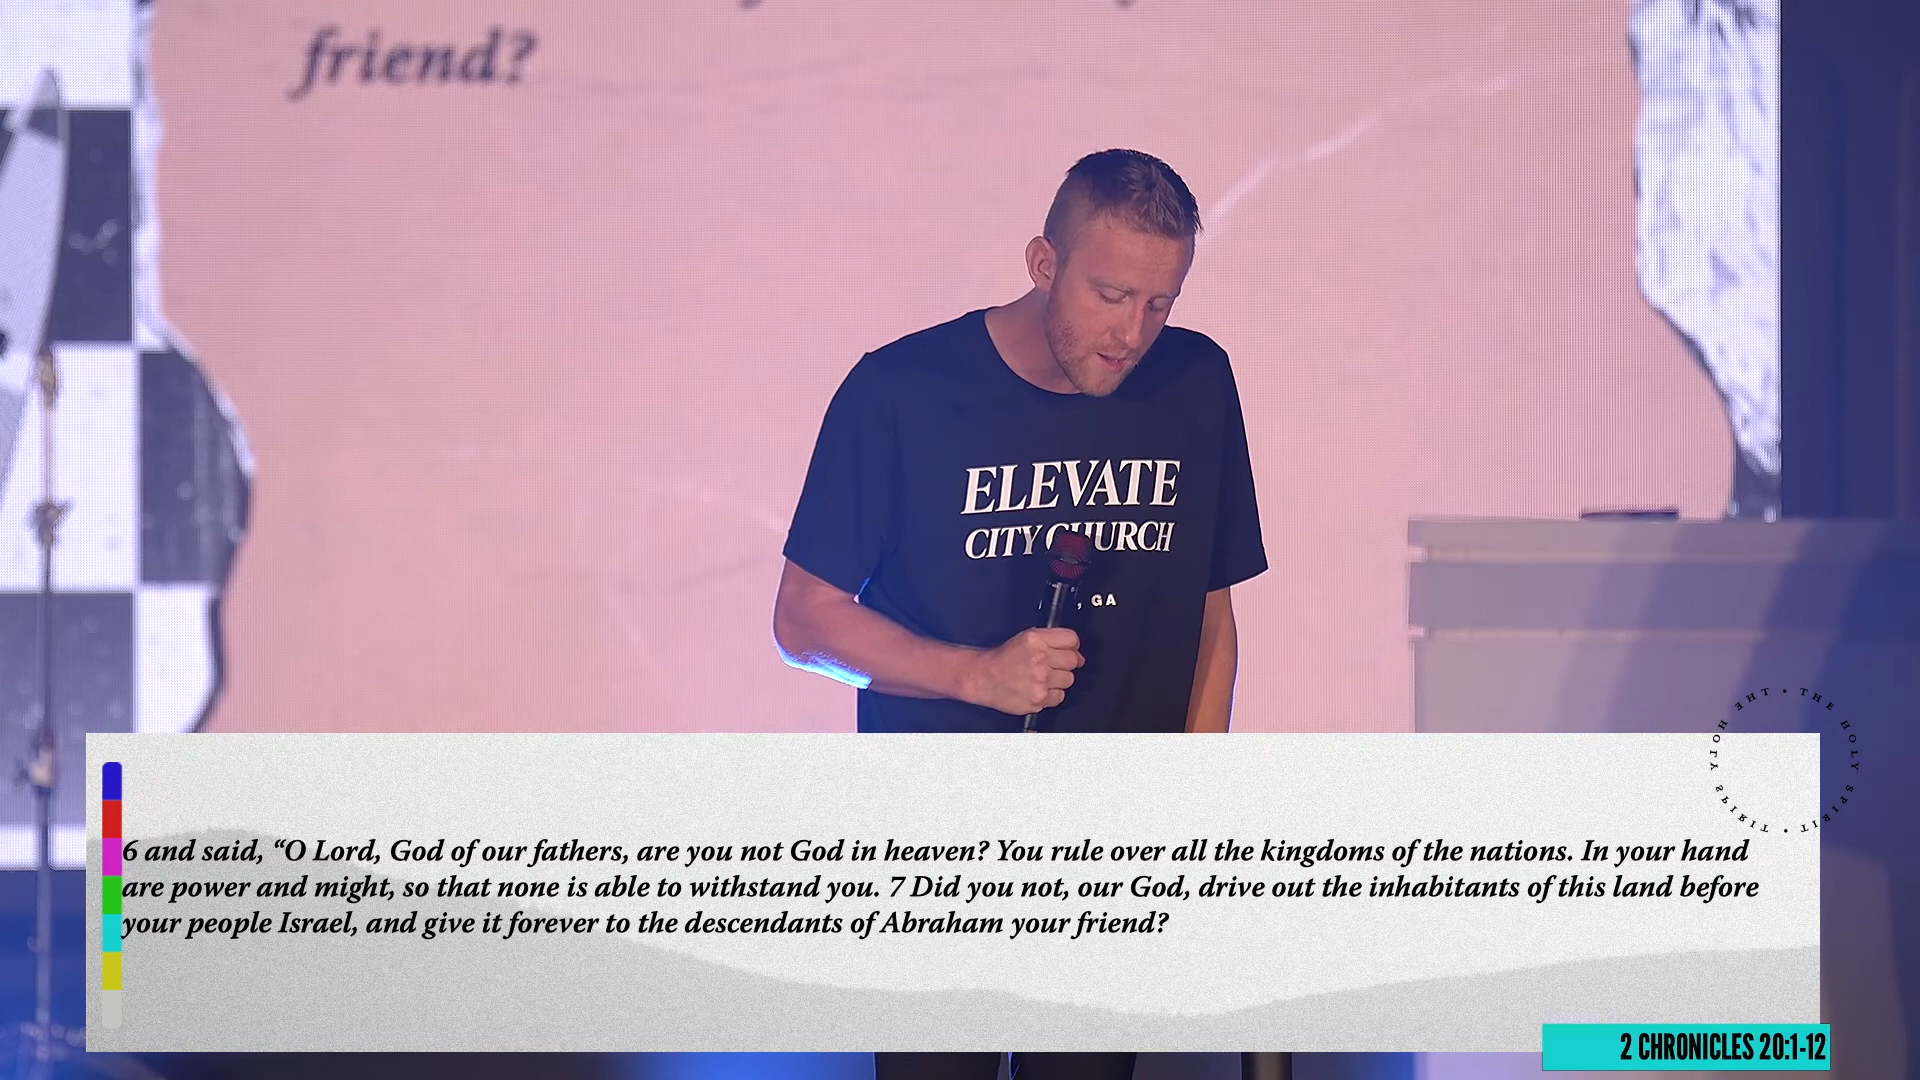 friend?
ELEVATE
CITY CHURCH
, GA
THE HOLY SPIRIT • THE HOLY SPIRIT •
6 and said, “O Lord, God of our fathers, are you not God in heaven? You rule over all the kingdoms of the nations. In your hand
are power and might, so that none is able to withstand you. 7 Did you not, our God, drive out the inhabitants of this land before
your people Israel, and give it forever to the descendants of Abraham your friend?
2 CHRONICLES 20:1-12